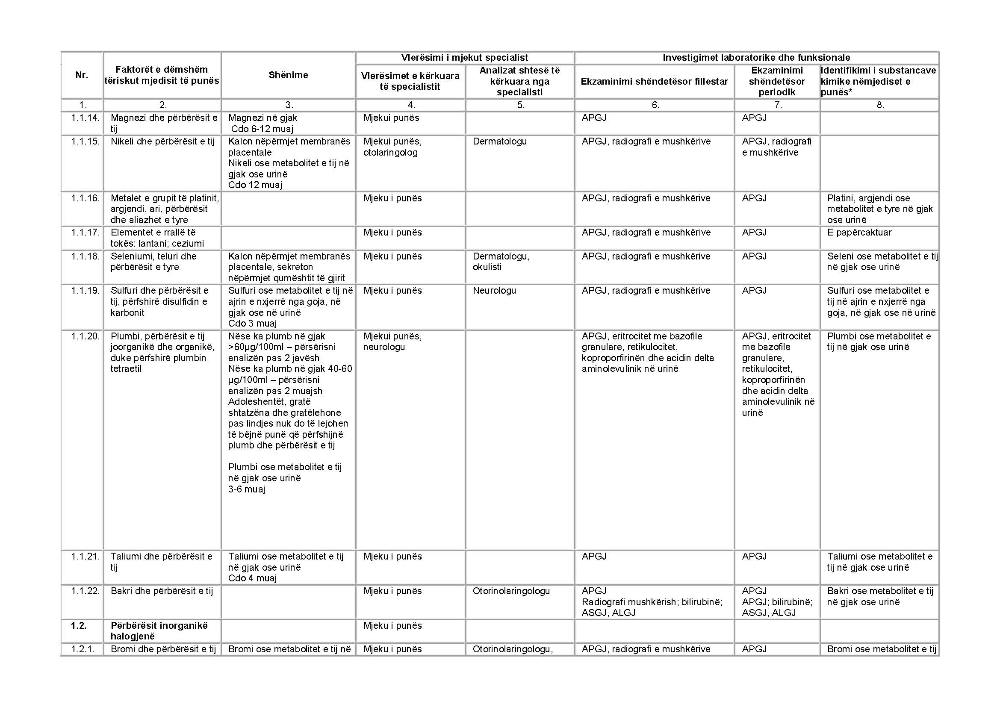 Nr.
Faktorët e dëmshëm
tëriskut mjedisit të punës
Shënime
Vlerësimi i mjekut specialist
Investigimet laboratorike dhe funksionale
Vlerësimet e kërkuara
të specialistit
Analizat shtesë të
kërkuara nga
specialisti
Ekzaminimi shëndetësor fillestar
Ekzaminimi
shëndetësor
periodik
Identifikimi i substancave
kimike nëmjediset e
punës*
1.
2.
3.
4.
5.
6.
7.
8.
1.1.14.
Magnezi dhe përbërësit e
tij
Magnezi në gjak
Cdo 6-12 muaj
Mjekui punës
APGJ
APGJ
1.1.15.
Nikeli dhe përbërësit e tij
Kalon nëpërmjet membranës
placentale
Nikeli ose metabolitet e tij në
gjak ose urinë
Cdo 12 muaj
Mjekui punës,
otolaringolog
Dermatologu
APGJ, radiografi e mushkërive
APGJ, radiografi
e mushkërive
1.1.16.
Metalet e grupit të platinit,
argjendi, ari, përbërësit
dhe aliazhet e tyre
Mjeku i punës
APGJ, radiografi e mushkërive
APGJ
Platini, argjendi ose
metabolitet e tyre në gjak
ose urinë
1.1.17.
Elementet e rrallë të
tokës: lantani; ceziumi
Mjeku i punës
APGJ, radiografi e mushkërive
APGJ
E papërcaktuar
1.1.18.
Seleniumi, teluri dhe
përbërësit e tyre
Kalon nëpërmjet membranës
placentale, sekreton
nëpërmjet qumështit të gjirit
Mjeku i punës
Dermatologu,
okulisti
APGJ, radiografi e mushkërive
APGJ
Seleni ose metabolitet e tij
në gjak ose urinë
1.1.19.
Sulfuri dhe përbërësit e
tij, përfshirë disulfidin e
karbonit
Sulfuri ose metabolitet e tij në
ajrin e nxjerrë nga goja, në
gjak ose në urinë
Cdo 3 muaj
Mjeku i punës
Neurologu
APGJ, radiografi e mushkërive
APGJ
Sulfuri ose metabolitet e
tij në ajrin e nxjerrë nga
goja, në gjak ose në urinë
1.1.20.
Plumbi, përbërësit e tij
joorganikë dhe organikë,
duke përfshirë plumbin
tetraetil
Nëse ka plumb në gjak
>60µg/100ml – përsërisni
analizën pas 2 javësh
Nëse ka plumb në gjak 40-60
µg/100ml – përsërisni
analizën pas 2 muajsh
Adoleshentët, gratë
shtatzëna dhe gratëlehone
pas lindjes nuk do të lejohen
të bëjnë punë që përfshijnë
plumb dhe përbërësit e tij
Plumbi ose metabolitet e tij
në gjak ose urinë
3-6 muaj
Mjekui punës,
neurologu
APGJ, eritrocitet me bazofile
granulare, retikulocitet,
koproporfirinën dhe acidin delta
aminolevulinik në urinë
APGJ, eritrocitet
me bazofile
granulare,
retikulocitet,
koproporfirinën
dhe acidin delta
aminolevulinik në
urinë
Plumbi ose metabolitet e
tij në gjak ose urinë
1.1.21.
Taliumi dhe përbërësit e
tij
Taliumi ose metabolitet e tij
në gjak ose urinë
Cdo 4 muaj
Mjeku i punës
APGJ
APGJ
Taliumi ose metabolitet e
tij në gjak ose urinë
1.1.22.
Bakri dhe përbërësit e tij
Mjeku i punës
Otorinolaringologu
APGJ
Radiografi mushkërish; bilirubinë;
ASGJ, ALGJ
APGJ
APGJ; bilirubinë;
ASGJ, ALGJ
Bakri ose metabolitet e tij
në gjak ose urinë
1.2.
Përbërësit inorganikë
halogjenë
Mjeku i punës
1.2.1.
Bromi dhe përbërësit e tij
Bromi ose metabolitet e tij në
Mjeku i punës
Otorinolaringologu,
APGJ, radiografi e mushkërive
APGJ
Bromi ose metabolitet e tij